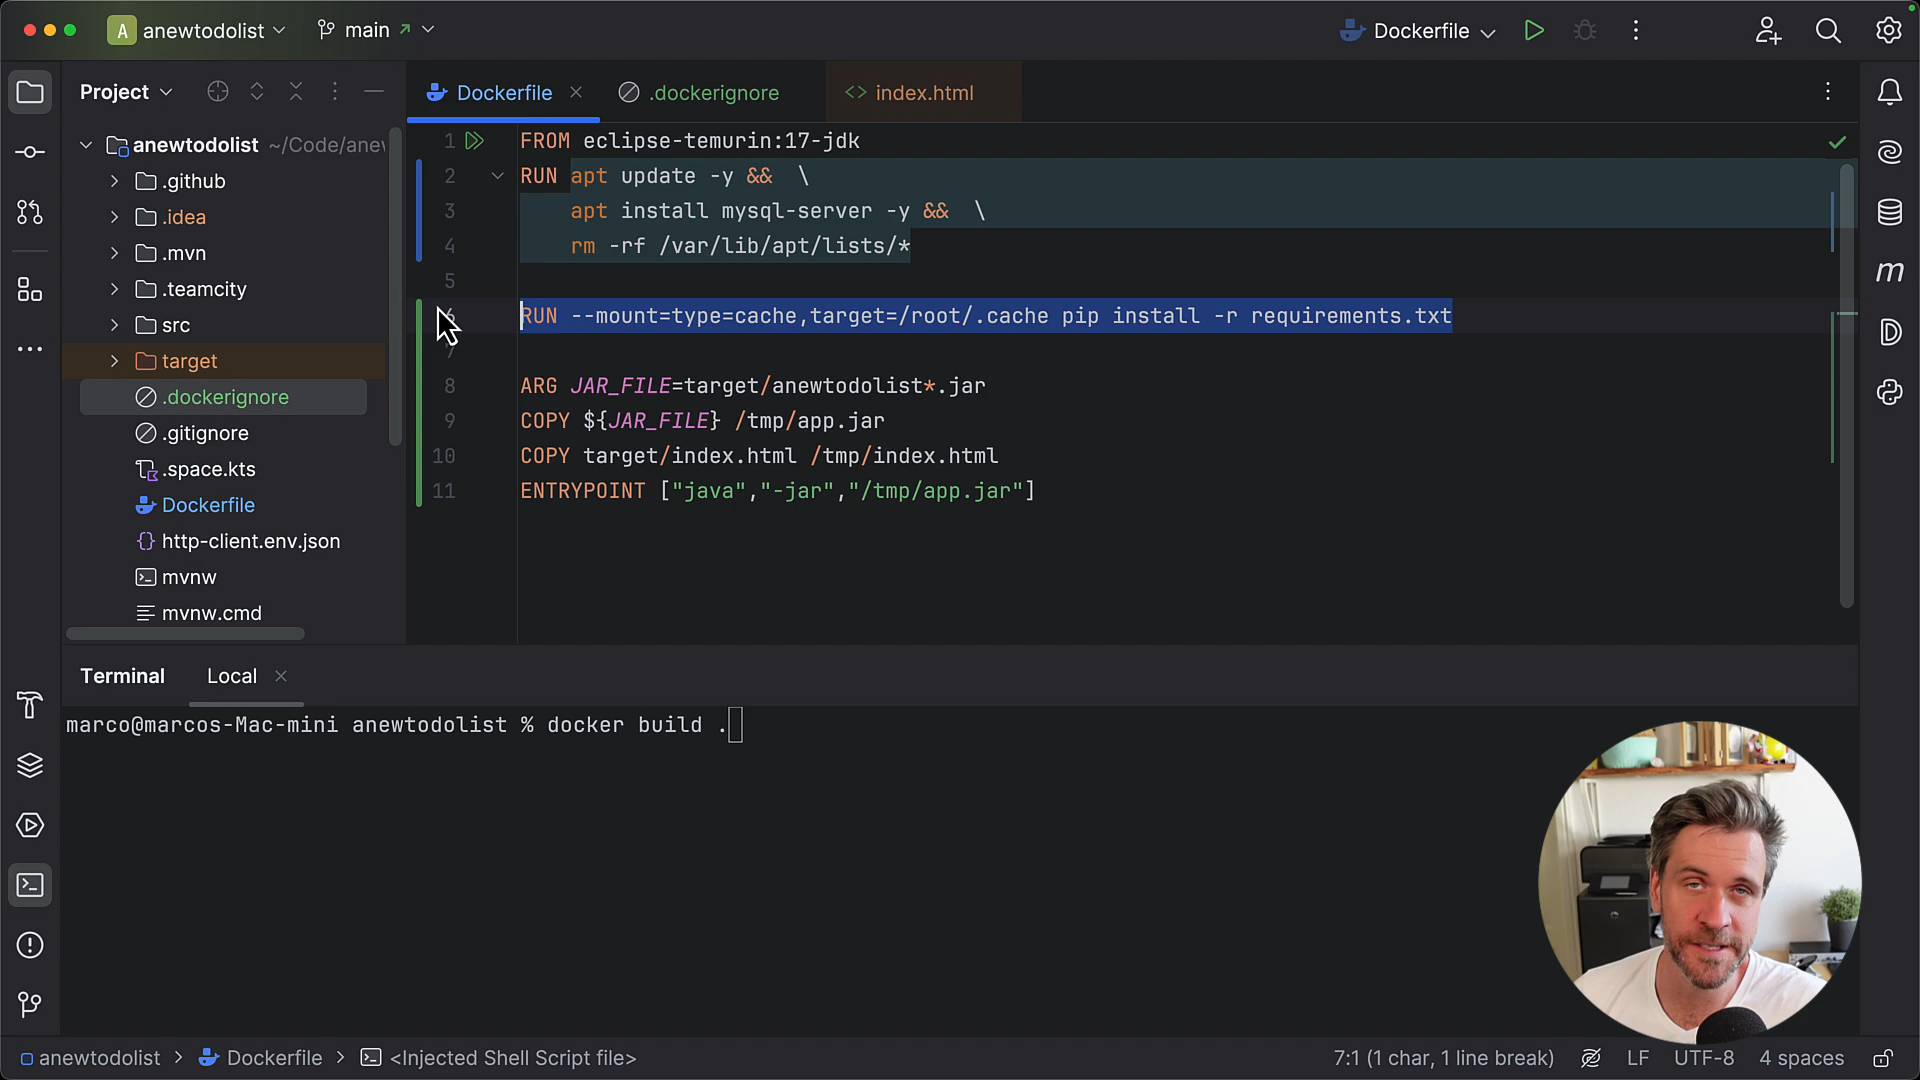 A anewtodolist main
Dockerfile
Project
Dockerfile
.dockerignore
index.html
anewtodolist ~/Code/anew
.github
.idea
.mvn
.teamcity
src
target
.dockerignore
.gitignore
.space.kts
Dockerfile
http-client.env.json
mvnw
mvnw.cmd
1 FROM eclipse-temurin:17-jdk
2 RUN apt update -y && \
3 apt install mysql-server -y && \
4 rm -rf /var/lib/apt/lists/*
5
6 RUN --mount=type=cache,target=/root/.cache pip install -r requirements.txt
7
8 ARG JAR_FILE=target/anewtodolist*.jar
9 COPY ${JAR_FILE} /tmp/app.jar
10 COPY target/index.html /tmp/index.html
11 ENTRYPOINT ["java","-jar","/tmp/app.jar"]
Terminal Local
marco@marcos-Mac-mini anewtodolist % docker build .
anewtodolist > Dockerfile > <Injected Shell Script file>
7:1 (1 char, 1 line break) LF UTF-8 4 spaces